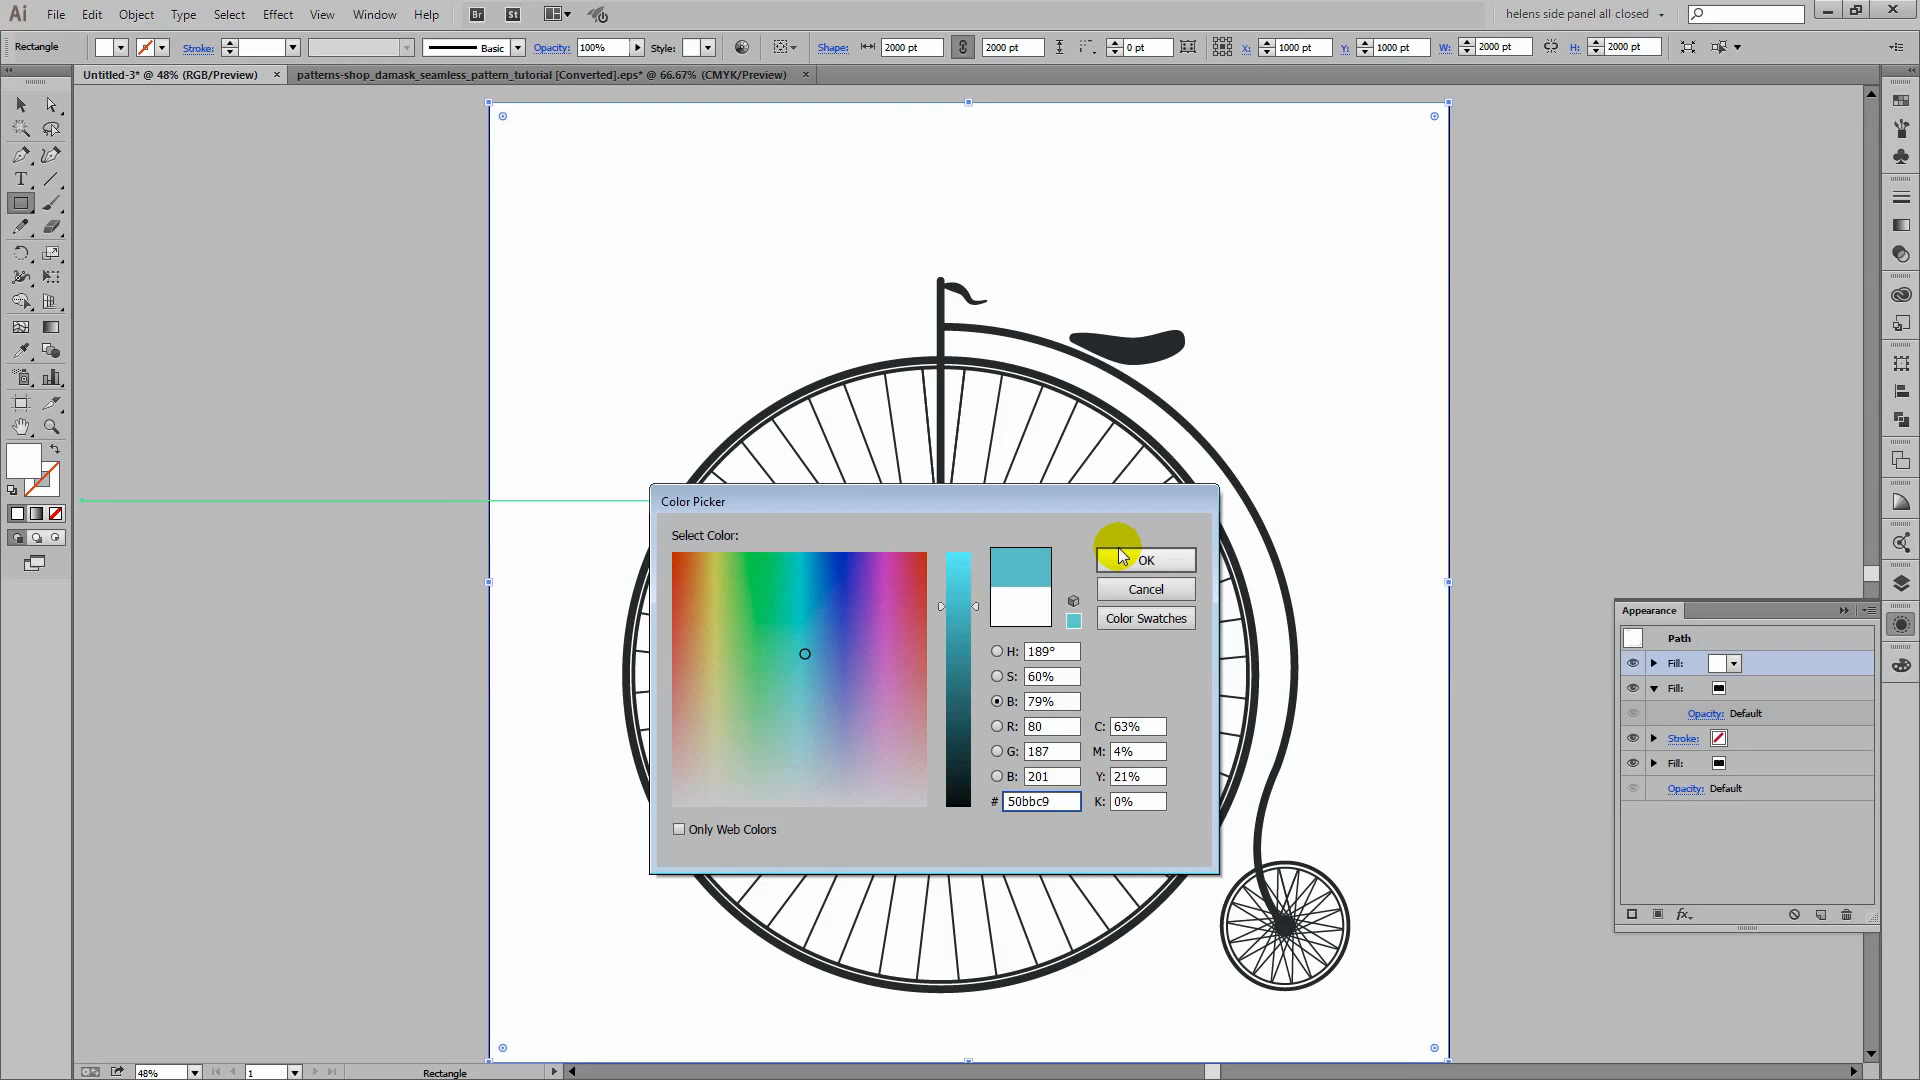 Ai File Edit Object Type Select Effect View Window Help Br St helens side panel all closed
Rectangle Stroke: Basic Opacity: 100% Style: Shape: 2000 pt 2000 pt 0 pt X: 1000 pt Y: 1000 pt W: 2000 pt H: 2000 pt
Untitled-3* @ 48% (RGB/Preview) × patterns-shop_damask_seamless_pattern_tutorial [Converted].eps* @ 66.67% (CMYK/Preview) ×
Color Picker
Select Color:
OK
Cancel
Color Swatches
H: 189°
S: 60%
B: 79%
R: 80 C: 63%
G: 187 M: 4%
B: 201 Y: 21%
# 50bbc9 K: 0%
Only Web Colors
Appearance
Path
Fill:
Fill:
Opacity: Default
Stroke:
Fill:
Opacity: Default
fx
48% 1 Rectangle